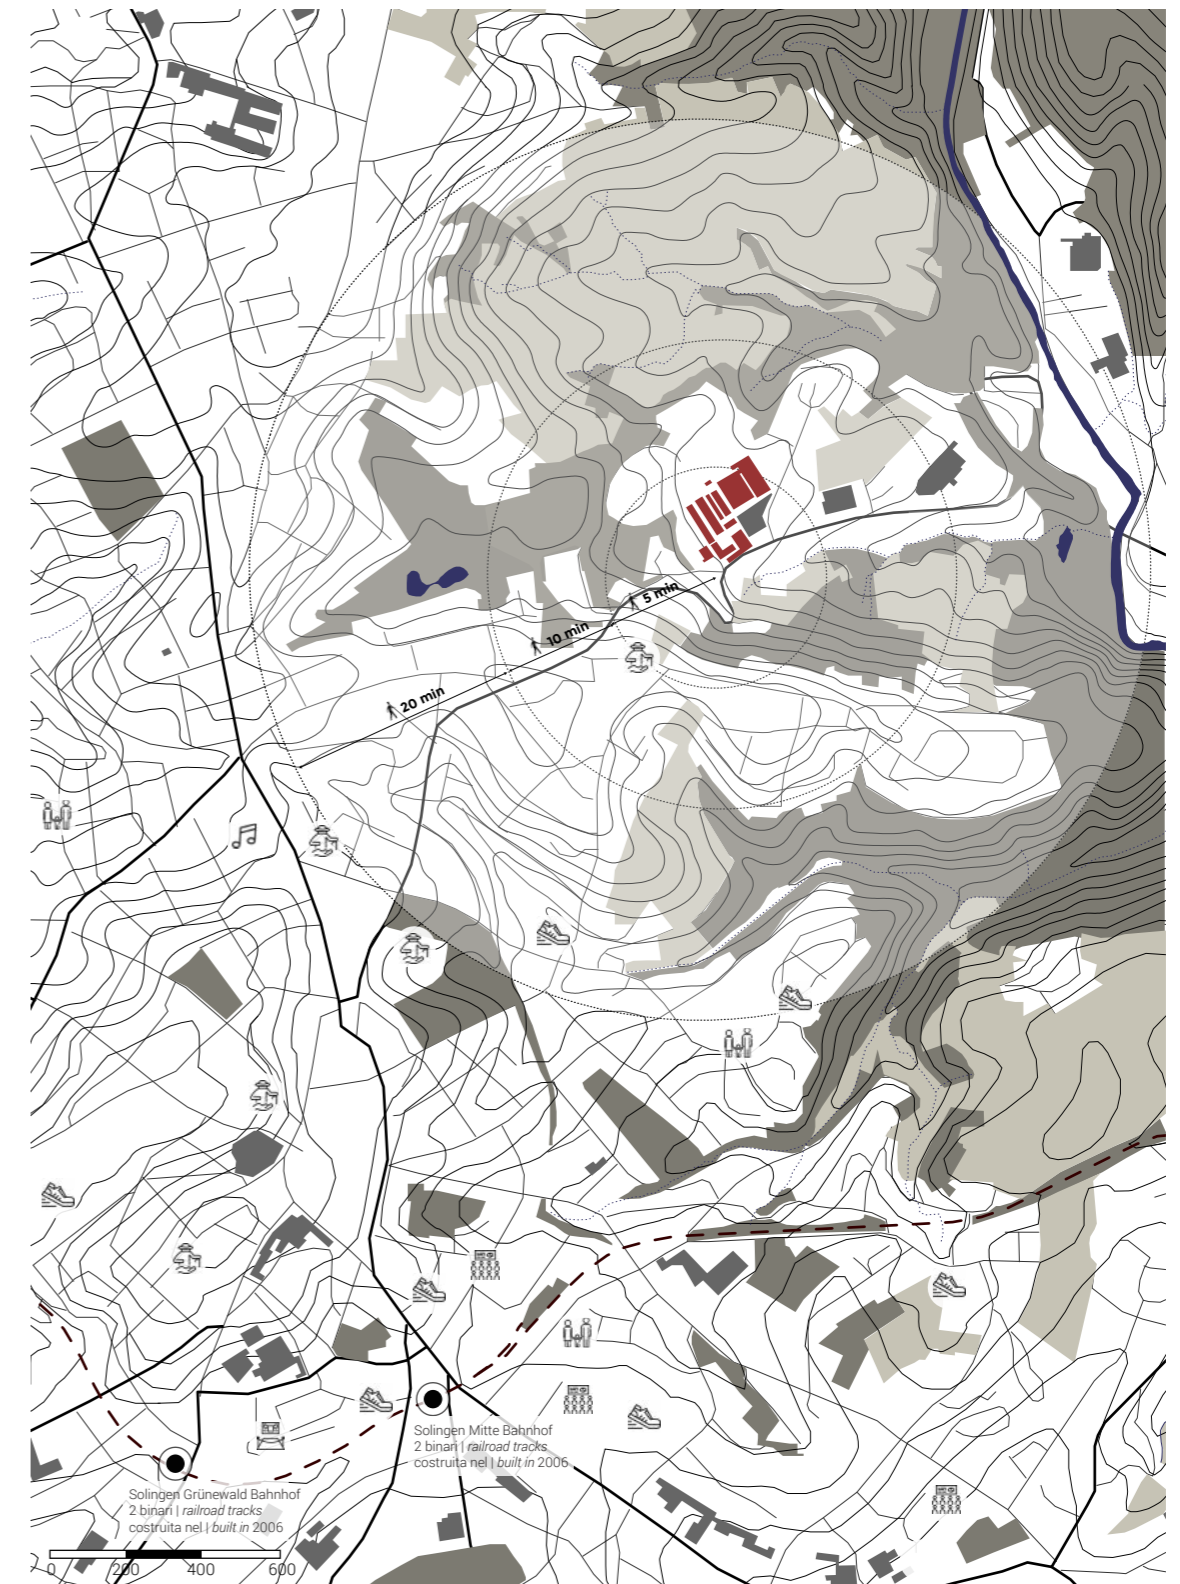 5 min
10 min
20 min
Solingen Mitte Bahnhof
2 binari | railroad tracks
costruita nel | built in 2006
Solingen Grünewald Bahnhof
2 binari | railroad tracks
costruita nel | built in 2006
0 200 400 600